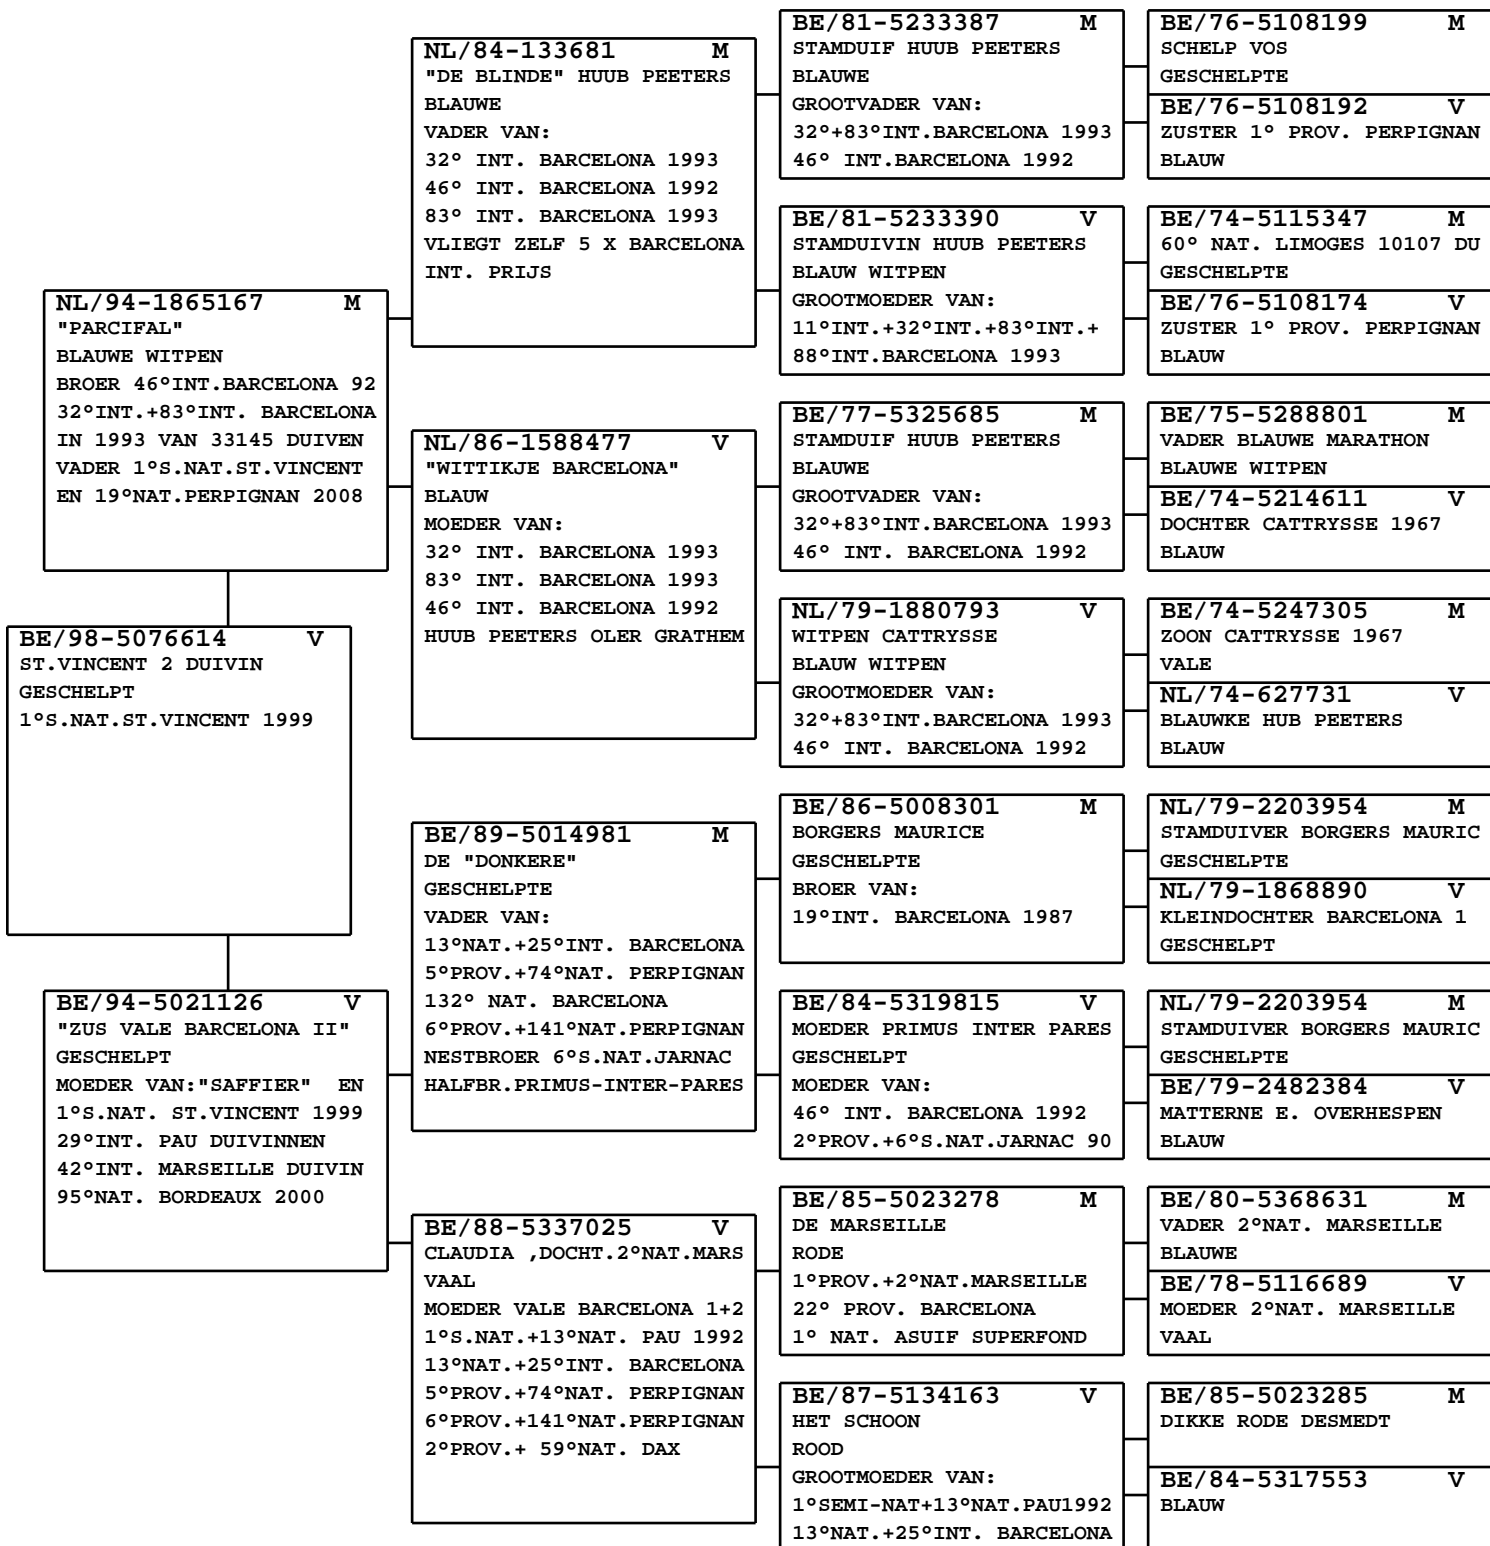 BE/98-5076614 V
ST.VINCENT 2 DUIVIN
GESCHELPT
1°S.NAT.ST.VINCENT 1999
NL/94-1865167 M
"PARCIFAL"
BLAUWE WITPEN
BROER 46°INT.BARCELONA 92
32°INT.+83°INT. BARCELONA
IN 1993 VAN 33145 DUIVEN
VADER 1°S.NAT.ST.VINCENT
EN 19°NAT.PERPIGNAN 2008
BE/94-5021126 V
"ZUS VALE BARCELONA II"
GESCHELPT
MOEDER VAN:"SAFFIER" EN
1°S.NAT. ST.VINCENT 1999
29°INT. PAU DUIVINNEN
42°INT. MARSEILLE DUIVIN
95°NAT. BORDEAUX 2000
NL/84-133681 M
"DE BLINDE" HUUB PEETERS
BLAUWE
VADER VAN:
32° INT. BARCELONA 1993
46° INT. BARCELONA 1992
83° INT. BARCELONA 1993
VLIEGT ZELF 5 X BARCELONA
INT. PRIJS
NL/86-1588477 V
"WITTIKJE BARCELONA"
BLAUW
MOEDER VAN:
32° INT. BARCELONA 1993
83° INT. BARCELONA 1993
46° INT. BARCELONA 1992
HUUB PEETERS OLER GRATHEM
BE/89-5014981 M
DE "DONKERE"
GESCHELPTE
VADER VAN:
13°NAT.+25°INT. BARCELONA
5°PROV.+74°NAT. PERPIGNAN
132° NAT. BARCELONA
6°PROV.+141°NAT.PERPIGNAN
NESTBROER 6°S.NAT.JARNAC
HALFBR.PRIMUS-INTER-PARES
BE/88-5337025 V
CLAUDIA ,DOCHT.2°NAT.MARS
VAAL
MOEDER VALE BARCELONA 1+2
1°S.NAT.+13°NAT. PAU 1992
13°NAT.+25°INT. BARCELONA
5°PROV.+74°NAT. PERPIGNAN
6°PROV.+141°NAT.PERPIGNAN
2°PROV.+ 59°NAT. DAX
BE/81-5233387 M
STAMDUIF HUUB PEETERS
BLAUWE
GROOTVADER VAN:
32°+83°INT.BARCELONA 1993
46° INT.BARCELONA 1992
BE/81-5233390 V
STAMDUIVIN HUUB PEETERS
BLAUW WITPEN
GROOTMOEDER VAN:
11°INT.+32°INT.+83°INT.+
88°INT.BARCELONA 1993
BE/77-5325685 M
STAMDUIF HUUB PEETERS
BLAUWE
GROOTVADER VAN:
32°+83°INT.BARCELONA 1993
46° INT. BARCELONA 1992
NL/79-1880793 V
WITPEN CATTRYSSE
BLAUW WITPEN
GROOTMOEDER VAN:
32°+83°INT.BARCELONA 1993
46° INT. BARCELONA 1992
BE/86-5008301 M
BORGERS MAURICE
GESCHELPTE
BROER VAN:
19°INT. BARCELONA 1987
BE/84-5319815 V
MOEDER PRIMUS INTER PARES
GESCHELPT
MOEDER VAN:
46° INT. BARCELONA 1992
2°PROV.+6°S.NAT.JARNAC 90
BE/85-5023278 M
DE MARSEILLE
RODE
1°PROV.+2°NAT.MARSEILLE
22° PROV. BARCELONA
1° NAT. ASUIF SUPERFOND
BE/87-5134163 V
HET SCHOON
ROOD
GROOTMOEDER VAN:
1°SEMI-NAT+13°NAT.PAU1992
13°NAT.+25°INT. BARCELONA
BE/76-5108199 M
SCHELP VOS
GESCHELPTE
BE/76-5108192 V
ZUSTER 1° PROV. PERPIGNAN
BLAUW
BE/74-5115347 M
60° NAT. LIMOGES 10107 DU
GESCHELPTE
BE/76-5108174 V
ZUSTER 1° PROV. PERPIGNAN
BLAUW
BE/75-5288801 M
VADER BLAUWE MARATHON
BLAUWE WITPEN
BE/74-5214611 V
DOCHTER CATTRYSSE 1967
BLAUW
BE/74-5247305 M
ZOON CATTRYSSE 1967
VALE
NL/74-627731 V
BLAUWKE HUB PEETERS
BLAUW
NL/79-2203954 M
STAMDUIVER BORGERS MAURIC
GESCHELPTE
NL/79-1868890 V
KLEINDOCHTER BARCELONA 1
GESCHELPT
NL/79-2203954 M
STAMDUIVER BORGERS MAURIC
GESCHELPTE
BE/79-2482384 V
MATTERNE E. OVERHESPEN
BLAUW
BE/80-5368631 M
VADER 2°NAT. MARSEILLE
BLAUWE
BE/78-5116689 V
MOEDER 2°NAT. MARSEILLE
VAAL
BE/85-5023285 M
DIKKE RODE DESMEDT
BE/84-5317553 V
BLAUW